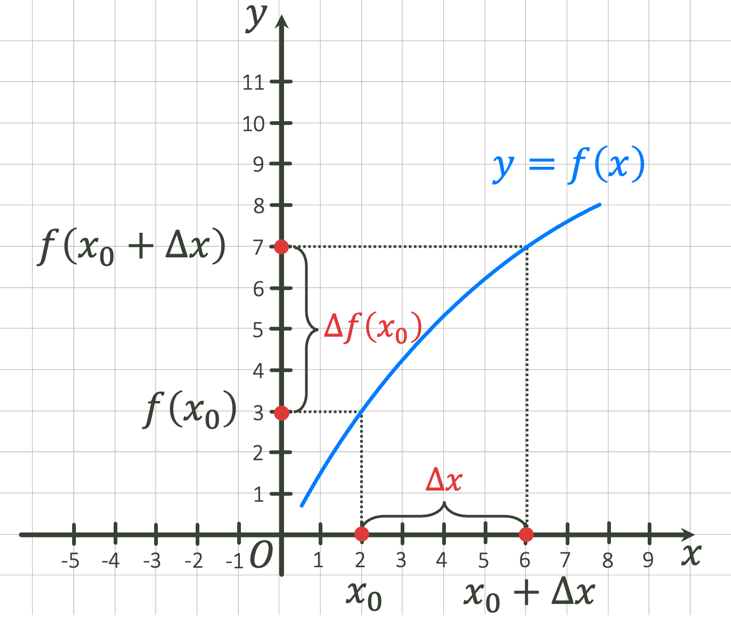 y
11
10
9
y = f(x)
8
f(x₀ + Δx)
7
6
5
Δf(x₀)
4
f(x₀)
3
2
Δx
1
O
x
-5 -4 -3 -2 -1 1 2 3 4 5 6 7 8 9
x₀
x₀ + Δx